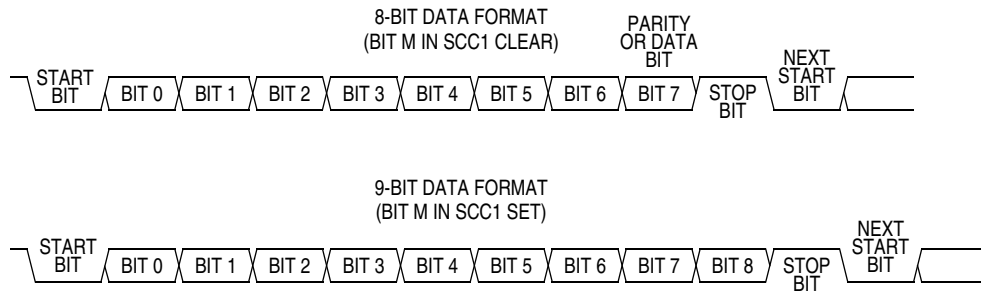 8-BIT DATA FORMAT
(BIT M IN SCC1 CLEAR)
PARITY
OR DATA
BIT
START
BIT
BIT 0
BIT 1
BIT 2
BIT 3
BIT 4
BIT 5
BIT 6
BIT 7
STOP
BIT
NEXT
START
BIT
9-BIT DATA FORMAT
(BIT M IN SCC1 SET)
START
BIT
BIT 0
BIT 1
BIT 2
BIT 3
BIT 4
BIT 5
BIT 6
BIT 7
BIT 8
STOP
BIT
NEXT
START
BIT